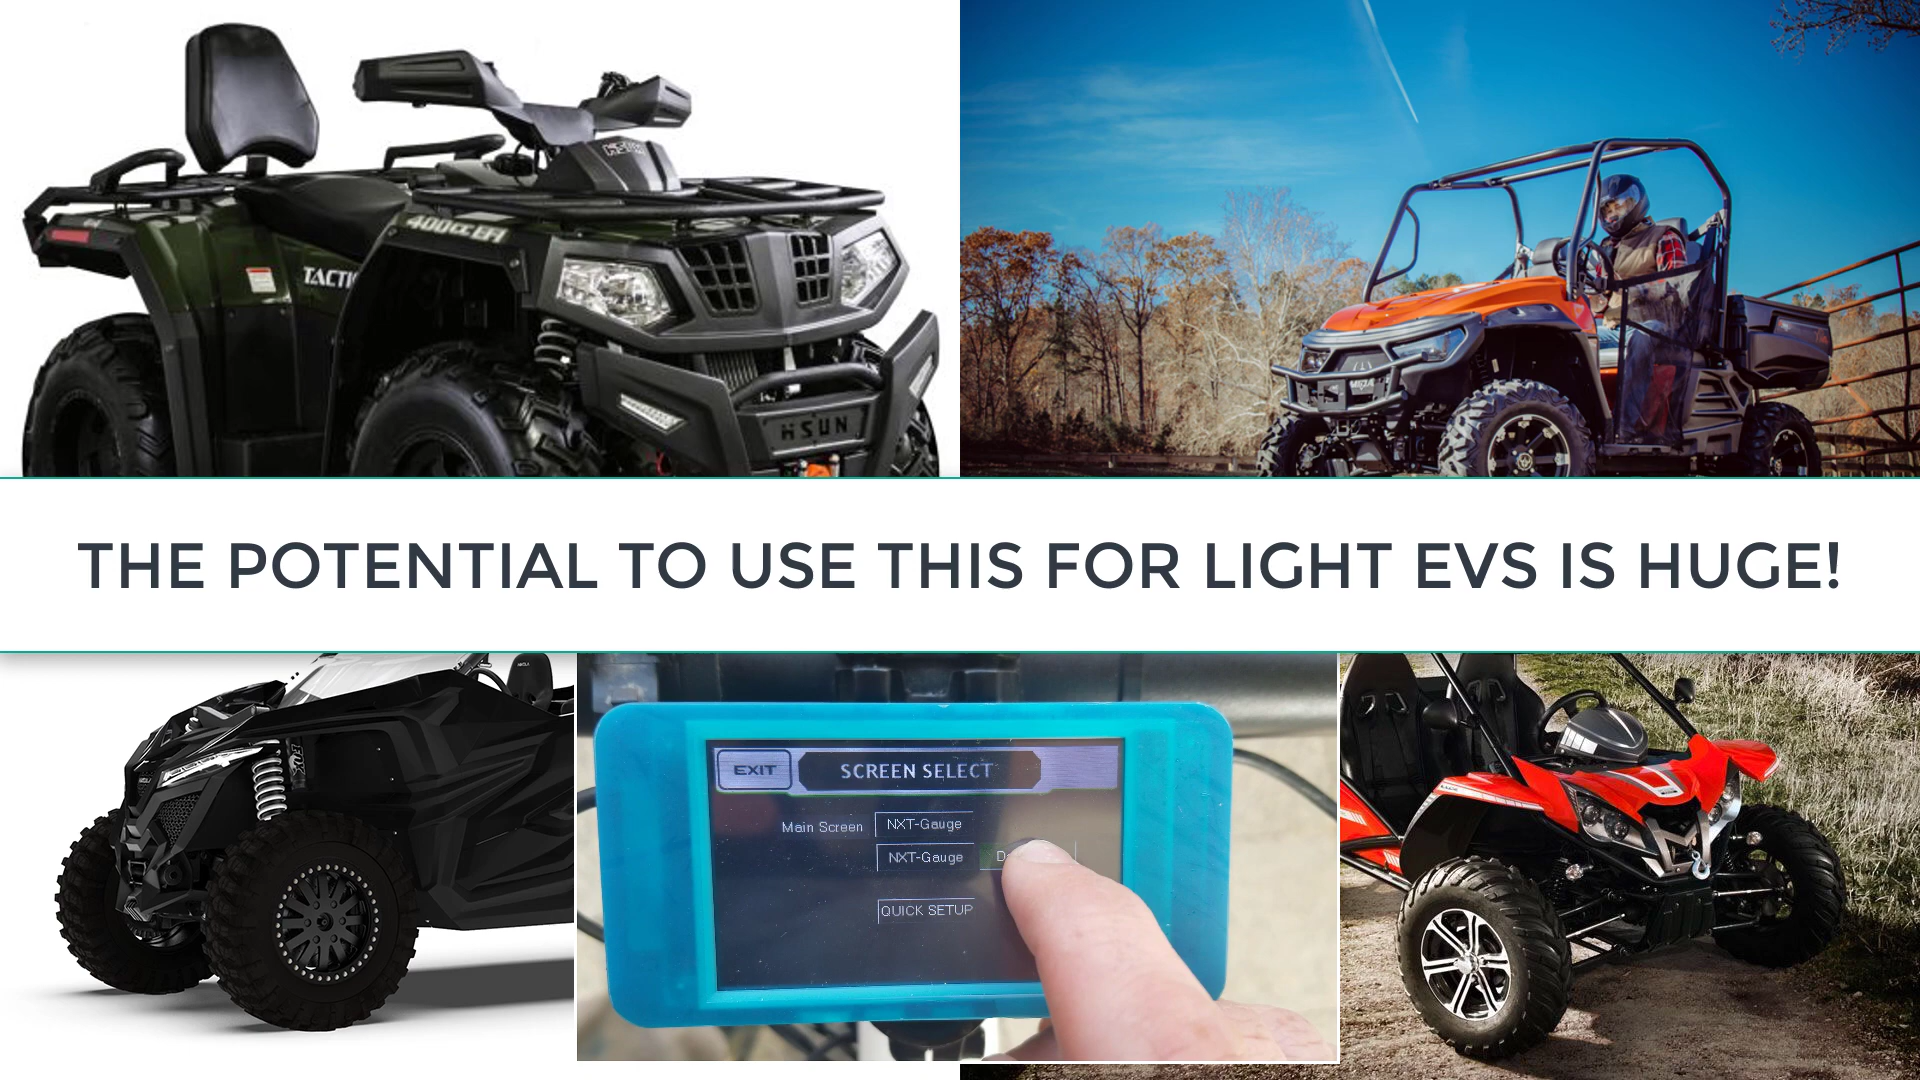 400CC EFI
TACTIC
HSUN
THE POTENTIAL TO USE THIS FOR LIGHT EVS IS HUGE!
EXIT
SCREEN SELECT
Main Screen
NXT-Gauge
NXT-Gauge
QUICK SETUP